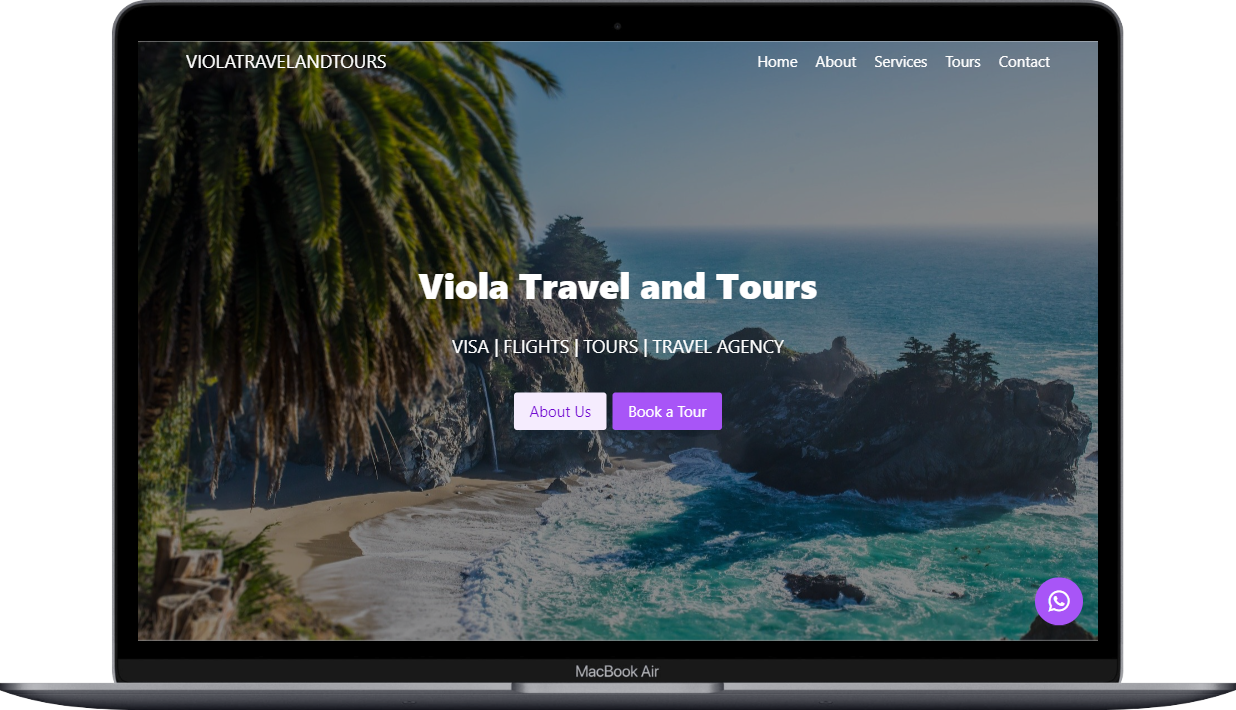 VIOLATRAVELANDTOURS
Home About Services Tours Contact
Viola Travel and Tours
VISA | FLIGHTS | TOURS | TRAVEL AGENCY
About Us Book a Tour
MacBook Air